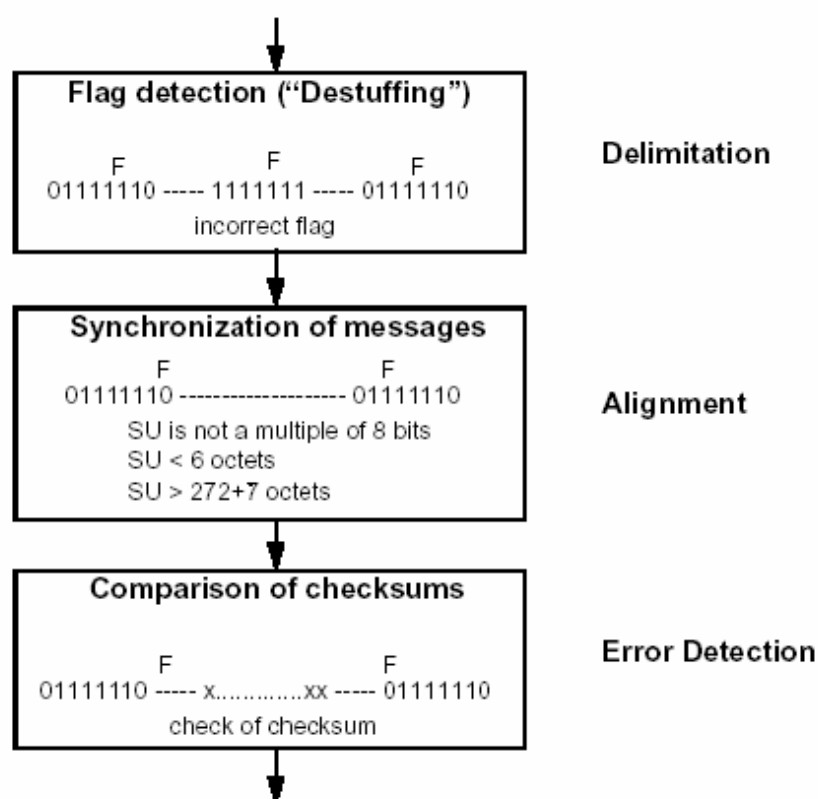 Flag detection (“Destuffing”)
F F F
01111110 ----- 1111111 ----- 01111110
incorrect flag
Delimitation
Synchronization of messages
F F
01111110 --------------------- 01111110
SU is not a multiple of 8 bits
SU < 6 octets
SU > 272+7 octets
Alignment
Comparison of checksums
F F
01111110 ----- x.............xx ----- 01111110
check of checksum
Error Detection